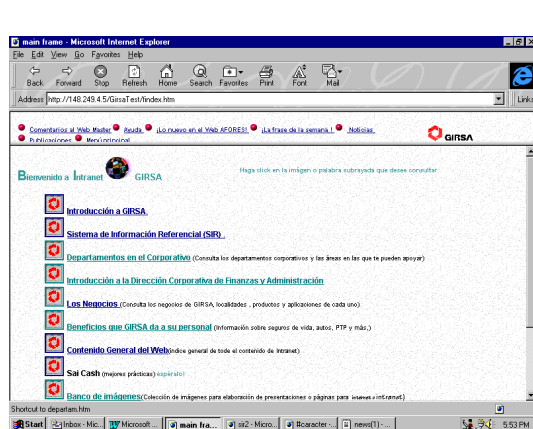 main frame - Microsoft Internet Explorer
File Edit View Go Favorites Help
Back Forward Stop Refresh Home Search Favorites Print Font Mail
Address http://148.249.4.5/GirsaTest/findex.htm Links
Comentarios al Web Master Ayuda ¡Lo nuevo en el Web AFORES! ¡La frase de la semana! Noticias
Publicaciones Menú principal GIRSA
Bienvenido a Intranet GIRSA Haga click en la imágen o palabra subrayada que desee consultar
Introducción a GIRSA.
Sistema de Información Referencial (SIR) .
Departamentos en el Corporativo (Consulta los departamentos corporativos y las áreas en las que te pueden apoyar)
Introducción a la Dirección Corporativa de Finanzas y Administración
Los Negocios (Consulta los negocios de GIRSA, localidades , productos y aplicaciones de cada uno)
Beneficios que GIRSA da a su personal (Información sobre seguros de vida, autos, PTP y más,)
Contenido General del Web (índice general de todo el contenido de Intranet)
Sai Cash (mejores prácticas) espéralo!
Banco de imágenes (Colección de imágenes para elaboración de presentaciones o páginas para internet e intranet)
Shortcut to departam.htm
Start Inbox - Mic... Microsoft ... main fra... sir2 - Micro... #caracter -... news(1) -... 5:53 PM